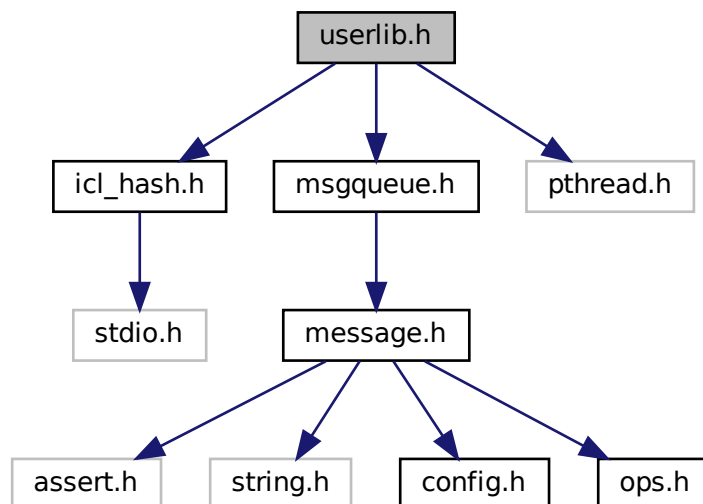 userlib.h
icl_hash.h
msgqueue.h
pthread.h
stdio.h
message.h
assert.h
string.h
config.h
ops.h